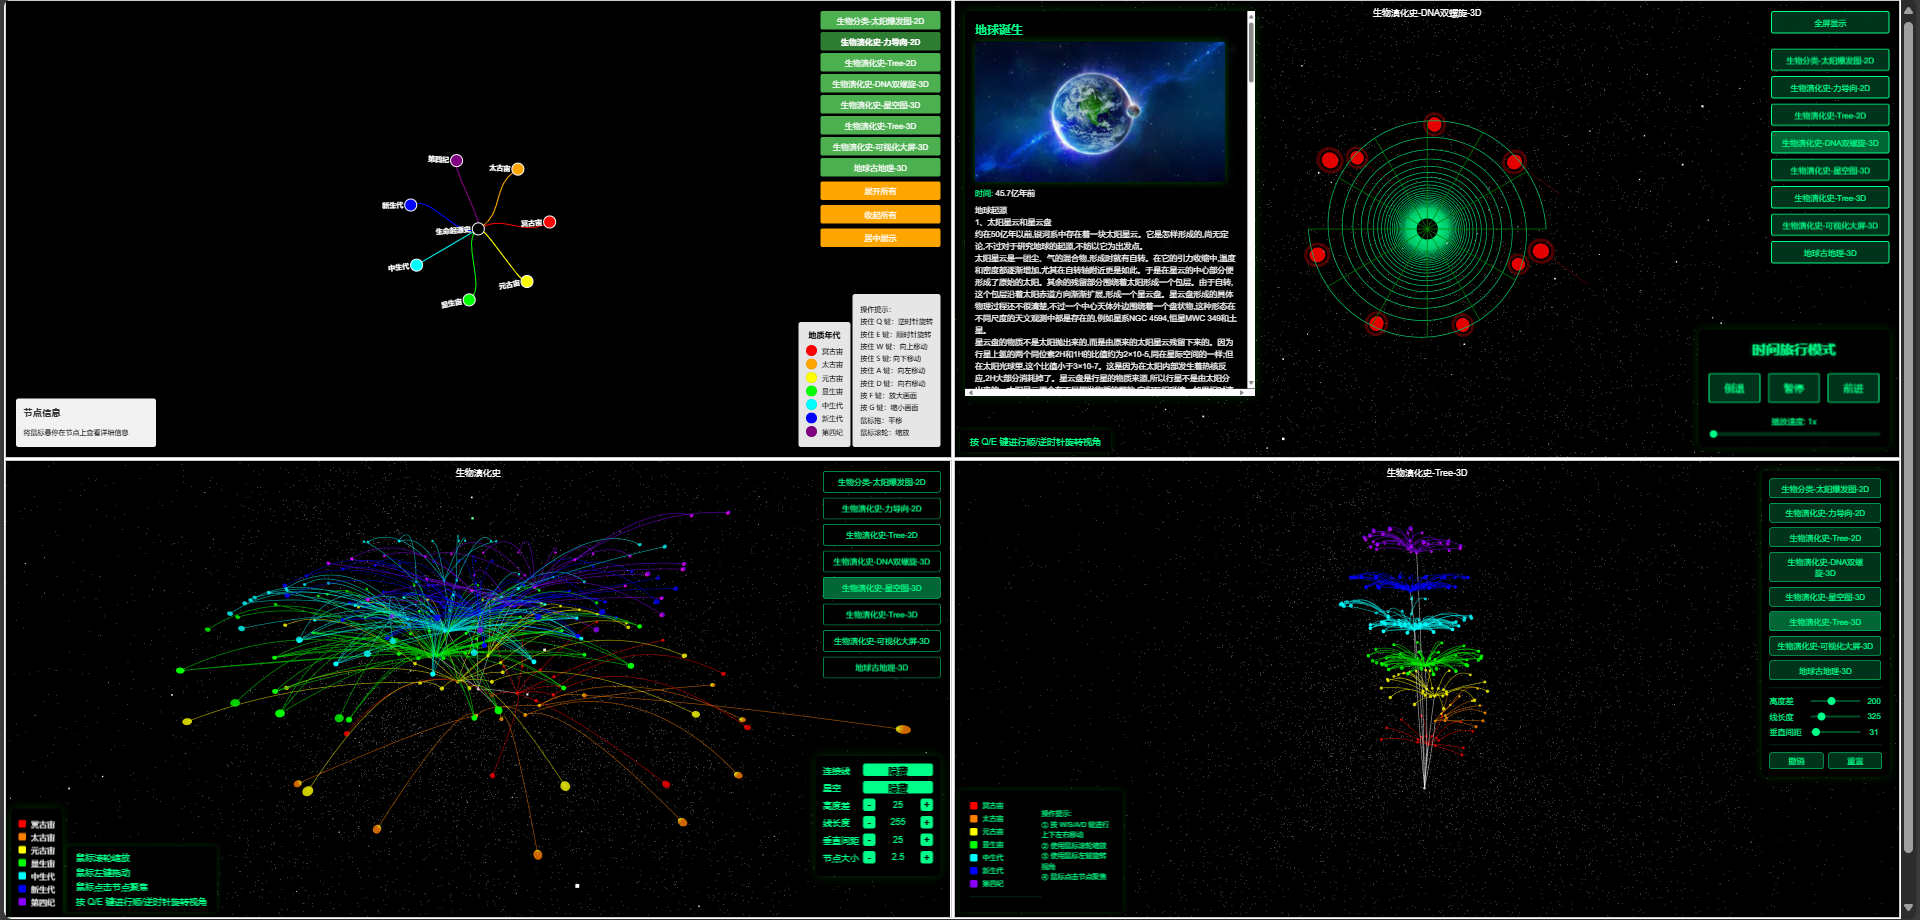 生物分类-太阳爆发图-2D
生物演化史-力导向-2D
生物演化史-Tree-2D
生物演化史-DNA双螺旋-3D
生物演化史-星空图-3D
生物演化史-Tree-3D
生物演化史-可视化大屏-3D
地球古地理-3D
展开所有
收起所有
居中展示
第四纪
太古宙
新生代
生命起源史
冥古宙
中生代
元古宙
显生宙
节点信息
将鼠标悬停在节点上查看详细信息
地质年代
冥古宙
太古宙
元古宙
显生宙
中生代
新生代
第四纪
操作提示:
按住 Q 键：逆时针旋转
按住 E 键：顺时针旋转
按住 W 键：向上移动
按住 S 键：向下移动
按住 A 键：向左移动
按住 D 键：向右移动
按 F 键：放大画面
按 G 键：缩小画面
鼠标拖：平移
鼠标滚轮：缩放
生物演化史-DNA双螺旋-3D
地球诞生
时间: 45.7亿年前
地球起源
1、太阳星云和星云盘
约在50亿年以前,银河系中存在着一块太阳星云。它是怎样形成的,尚无定
论,不过对于研究地球的起源,不妨以它为出发点。
太阳星云是一团尘、气的混合物,形成时就有自转。在它的引力收缩中,温度
和密度都逐渐增加,尤其在自转轴附近更是如此。于是在星云的中心部分便
形成了原始的太阳。其余的残留部分围绕着太阳形成一个包层。由于自转,
这个包层沿着太阳赤道方向渐渐扩展,形成一个星云盘。星云盘形成的具体
物理过程还不很清楚,不过一个中心天体外边围绕着一个盘状物,这种形态在
不同尺度的天文观测中都是存在的,例如星系NGC 4594,恒星MWC 349和土
星。
星云盘的物质不是太阳抛出来的,而是由原来的太阳星云残留下来的。因为
行星上氢的两个同位素2H和1H的比值约为2×10-5,同在星际空间的一样;但
在太阳光球里,这个比值小于3×10-7。这是因为在太阳内部发生着热核反
应,2H大部分消耗掉了。星云盘是行星的物质来源,所以行星不是由太阳分
按 Q/E 键进行顺/逆时针旋转视角
全屏显示
生物分类-太阳爆发图-2D
生物演化史-力导向-2D
生物演化史-Tree-2D
生物演化史-DNA双螺旋-3D
生物演化史-星空图-3D
生物演化史-Tree-3D
生物演化史-可视化大屏-3D
地球古地理-3D
时间旅行模式
倒退
暂停
前进
播放速度: 1x
生物演化史
生物分类-太阳爆发图-2D
生物演化史-力导向-2D
生物演化史-Tree-2D
生物演化史-DNA双螺旋-3D
生物演化史-星空图-3D
生物演化史-Tree-3D
生物演化史-可视化大屏-3D
地球古地理-3D
连接线 隐藏
星空 隐藏
高度差 - 25 +
线长度 - 255 +
垂直间距 - 25 +
节点大小 - 2.5 +
冥古宙
太古宙
元古宙
显生宙
中生代
新生代
第四纪
鼠标滚轮缩放
鼠标左键拖动
鼠标点击节点聚焦
按 Q/E 键进行顺/逆时针旋转视角
生物演化史-Tree-3D
生物分类-太阳爆发图-2D
生物演化史-力导向-2D
生物演化史-Tree-2D
生物演化史-DNA双螺
旋-3D
生物演化史-星空图-3D
生物演化史-Tree-3D
生物演化史-可视化大屏-3D
地球古地理-3D
高度差 200
线长度 325
垂直间距 31
撤销
重置
冥古宙
太古宙
元古宙
显生宙
中生代
新生代
第四纪
操作提示:
① 按 W/S/A/D 键进行
上下左右移动
② 使用鼠标滚轮缩放
③ 使用鼠标左键旋转
视角
④ 鼠标点击节点聚焦